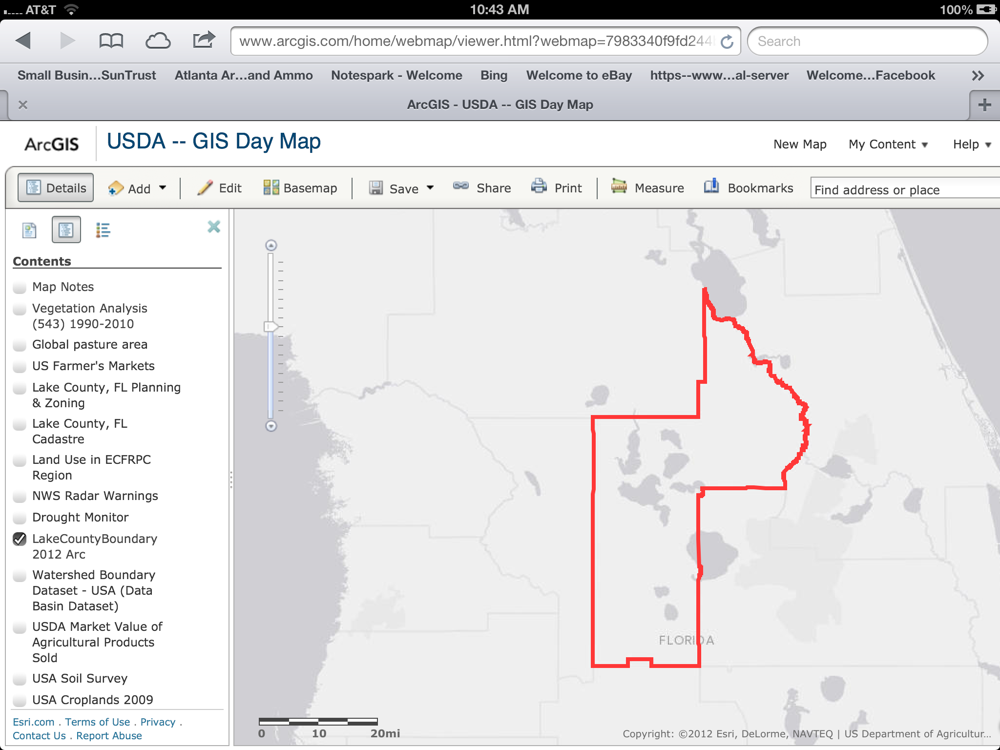 AT&T 10:43 AM 100%
www.arcgis.com/home/webmap/viewer.html?webmap=7983340f9fd244 Search
Small Busin...SunTrust Atlanta Ar...and Ammo Notespark - Welcome Bing Welcome to eBay https--www...al-server Welcome...Facebook
ArcGIS - USDA -- GIS Day Map
ArcGIS USDA -- GIS Day Map New Map My Content Help
Details Add Edit Basemap Save Share Print Measure Bookmarks Find address or place
Contents
Map Notes
Vegetation Analysis
(543) 1990-2010
Global pasture area
US Farmer's Markets
Lake County, FL Planning
& Zoning
Lake County, FL
Cadastre
Land Use in ECFRPC
Region
NWS Radar Warnings
Drought Monitor
LakeCountyBoundary
2012 Arc
Watershed Boundary
Dataset - USA (Data
Basin Dataset)
USDA Market Value of
Agricultural Products
Sold
USA Soil Survey
USA Croplands 2009
Esri.com . Terms of Use . Privacy .
Contact Us . Report Abuse
FLORIDA
0 10 20mi
Copyright: ©2012 Esri, DeLorme, NAVTEQ | US Department of Agricultur...